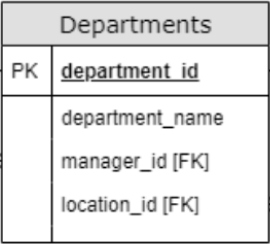 Departments
PK department_id
department_name
manager_id [FK]
location_id [FK]